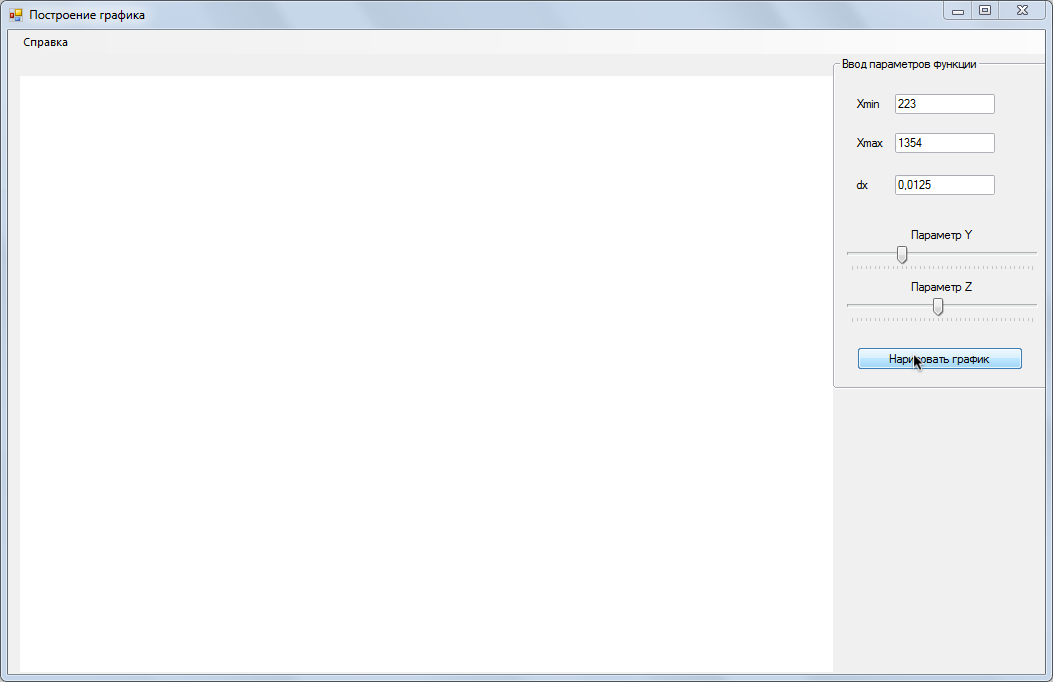 Построение графика
Справка
Ввод параметров функции
Xmin 223
Xmax 1354
dx 0,0125
Параметр Y
Параметр Z
Нарисовать график